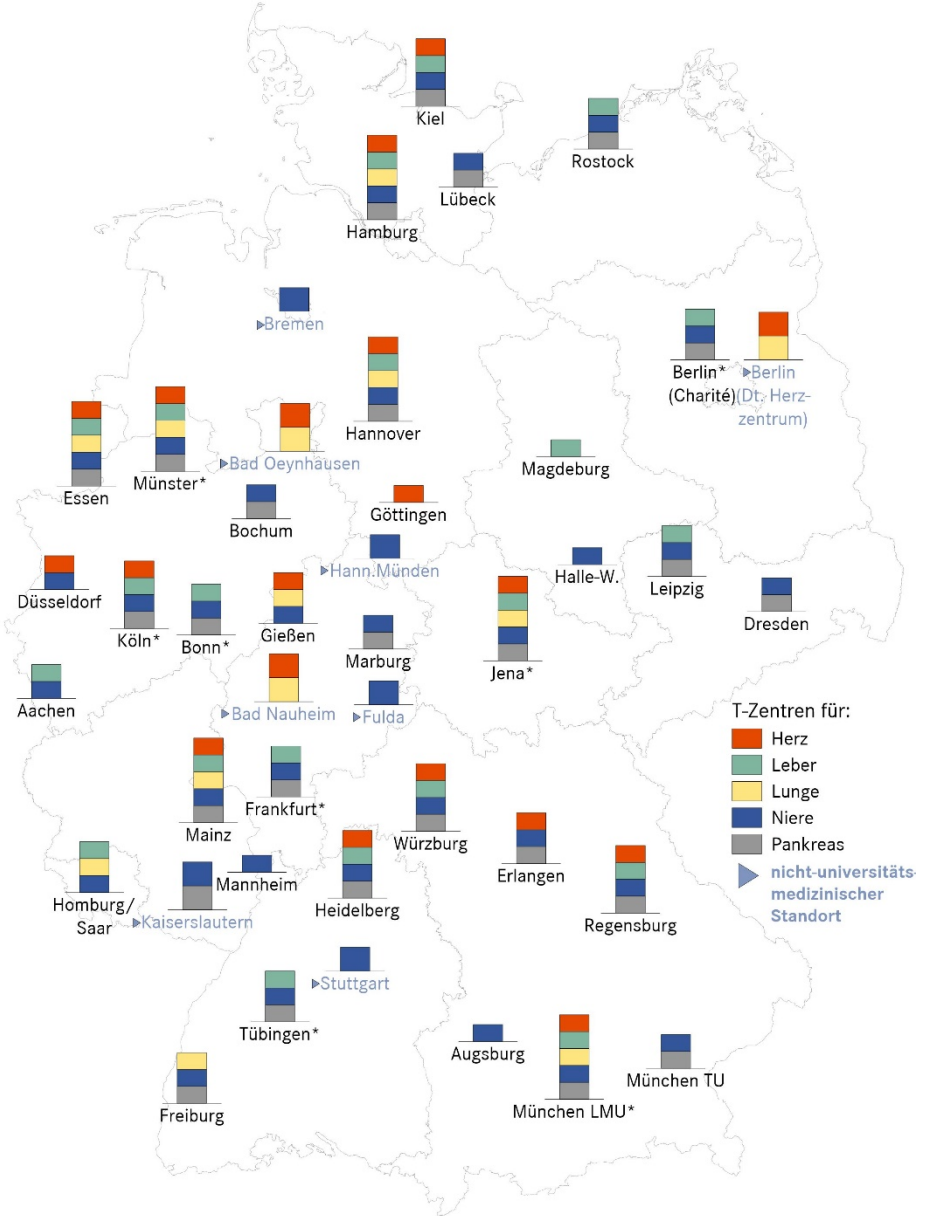 Kiel
Rostock
Lübeck
Hamburg
▶Bremen
Berlin*
(Charité)
▶Berlin
(Dt. Herz-
zentrum)
Hannover
Essen
Münster*
▶Bad Oeynhausen
Magdeburg
Bochum
Göttingen
▶Hann.Münden
Halle-W.
Leipzig
Düsseldorf
Köln*
Bonn*
Gießen
Marburg
Jena*
Dresden
Aachen
▶Bad Nauheim
▶Fulda
T-Zentren für:
Herz
Leber
Lunge
Niere
Pankreas
nicht-universitäts-
medizinischer
Standort
Mainz
Frankfurt*
Würzburg
Erlangen
Mannheim
Homburg/
Saar
▶Kaiserslautern
Heidelberg
Regensburg
▶Stuttgart
Tübingen*
Augsburg
München LMU*
München TU
Freiburg